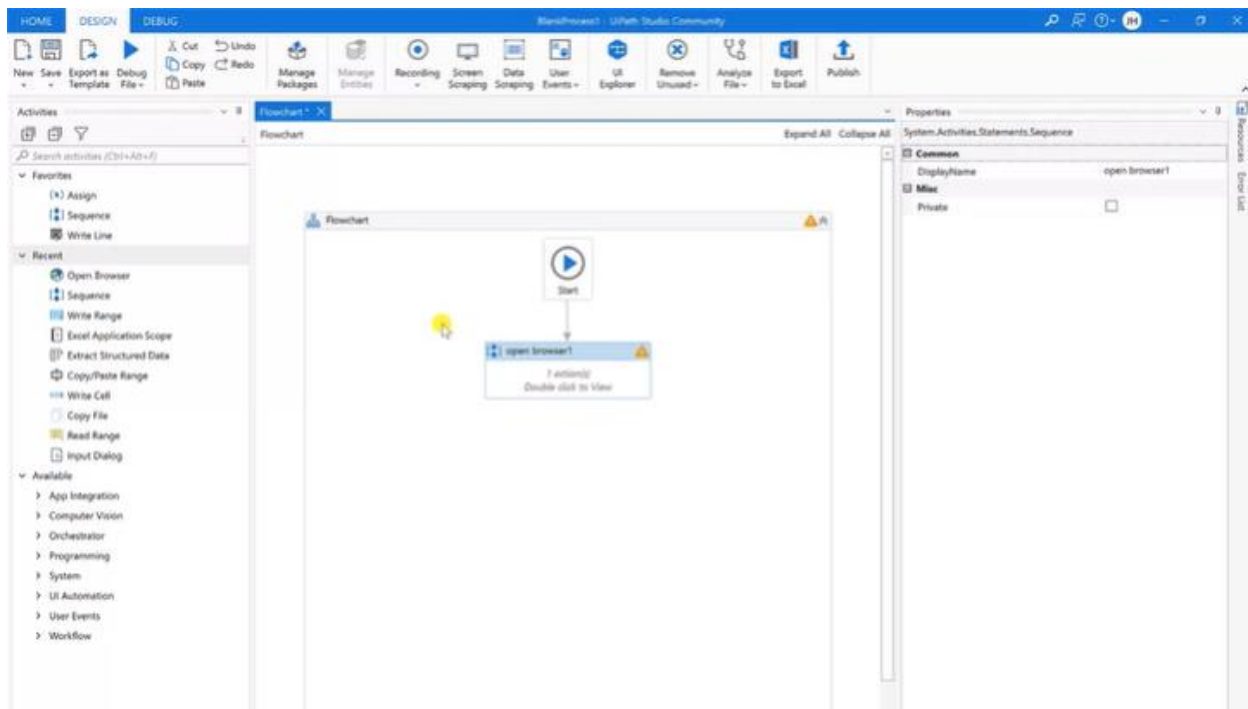 HOME DESIGN DEBUG BlankProcess1 - UiPath Studio Community JH
New Save Export as Template Debug File Cut Copy Paste Undo Redo Manage Packages Manage Entities Recording Screen Scraping Data Scraping User Events UI Explorer Remove Unused Analyze File Export to Excel Publish
Activities
Search activities (Ctrl+Alt+F)
Favorites
Assign
Sequence
Write Line
Recent
Open Browser
Sequence
Write Range
Excel Application Scope
Extract Structured Data
Copy/Paste Range
Write Cell
Copy File
Read Range
Input Dialog
Available
App Integration
Computer Vision
Orchestrator
Programming
System
UI Automation
User Events
Workflow
Flowchart*
Flowchart Expand All Collapse All
Flowchart
Start
open browser1
1 action(s)
Double click to View
Properties
System.Activities.Statements.Sequence
Common
DisplayName open browser1
Misc
Private
Resources
Error List